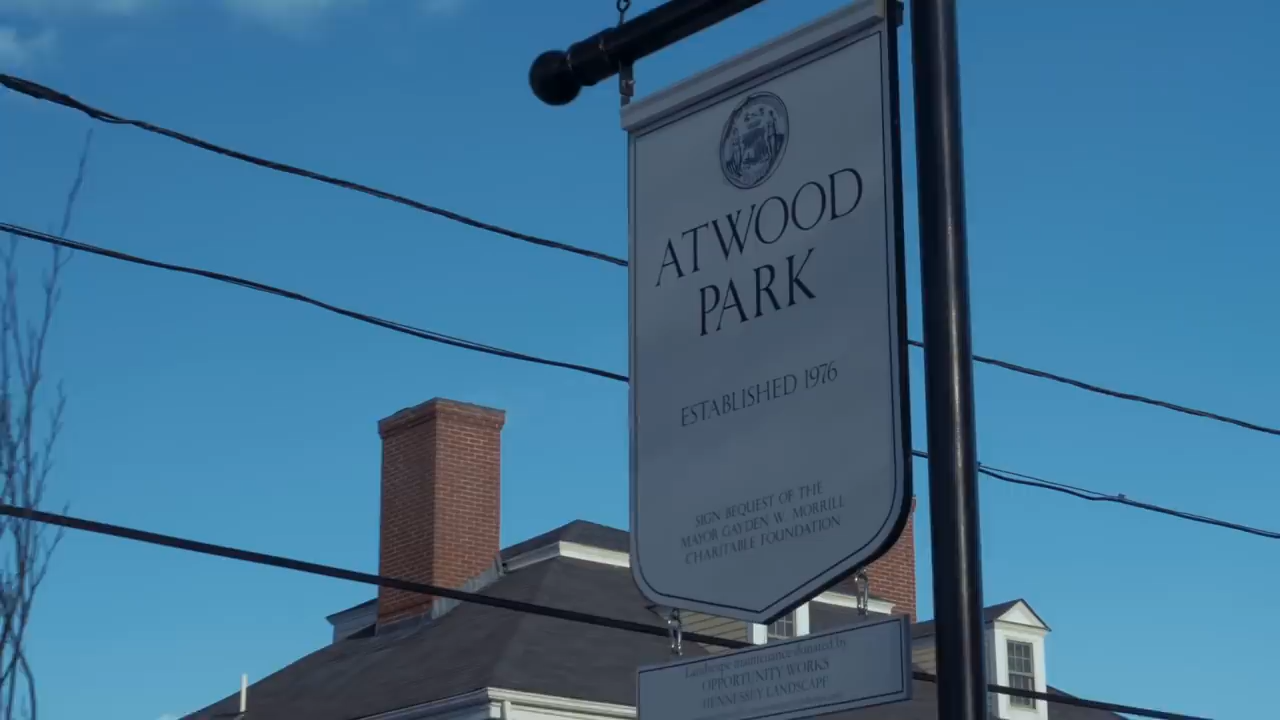 ATWOOD
PARK
ESTABLISHED 1976
SIGN BEQUEST OF THE
MAYOR GAYDEN W. MORRILL
CHARITABLE FOUNDATION
Landscape maintenance donated by
OPPORTUNITY WORKS
HENNESSEY LANDSCAPE